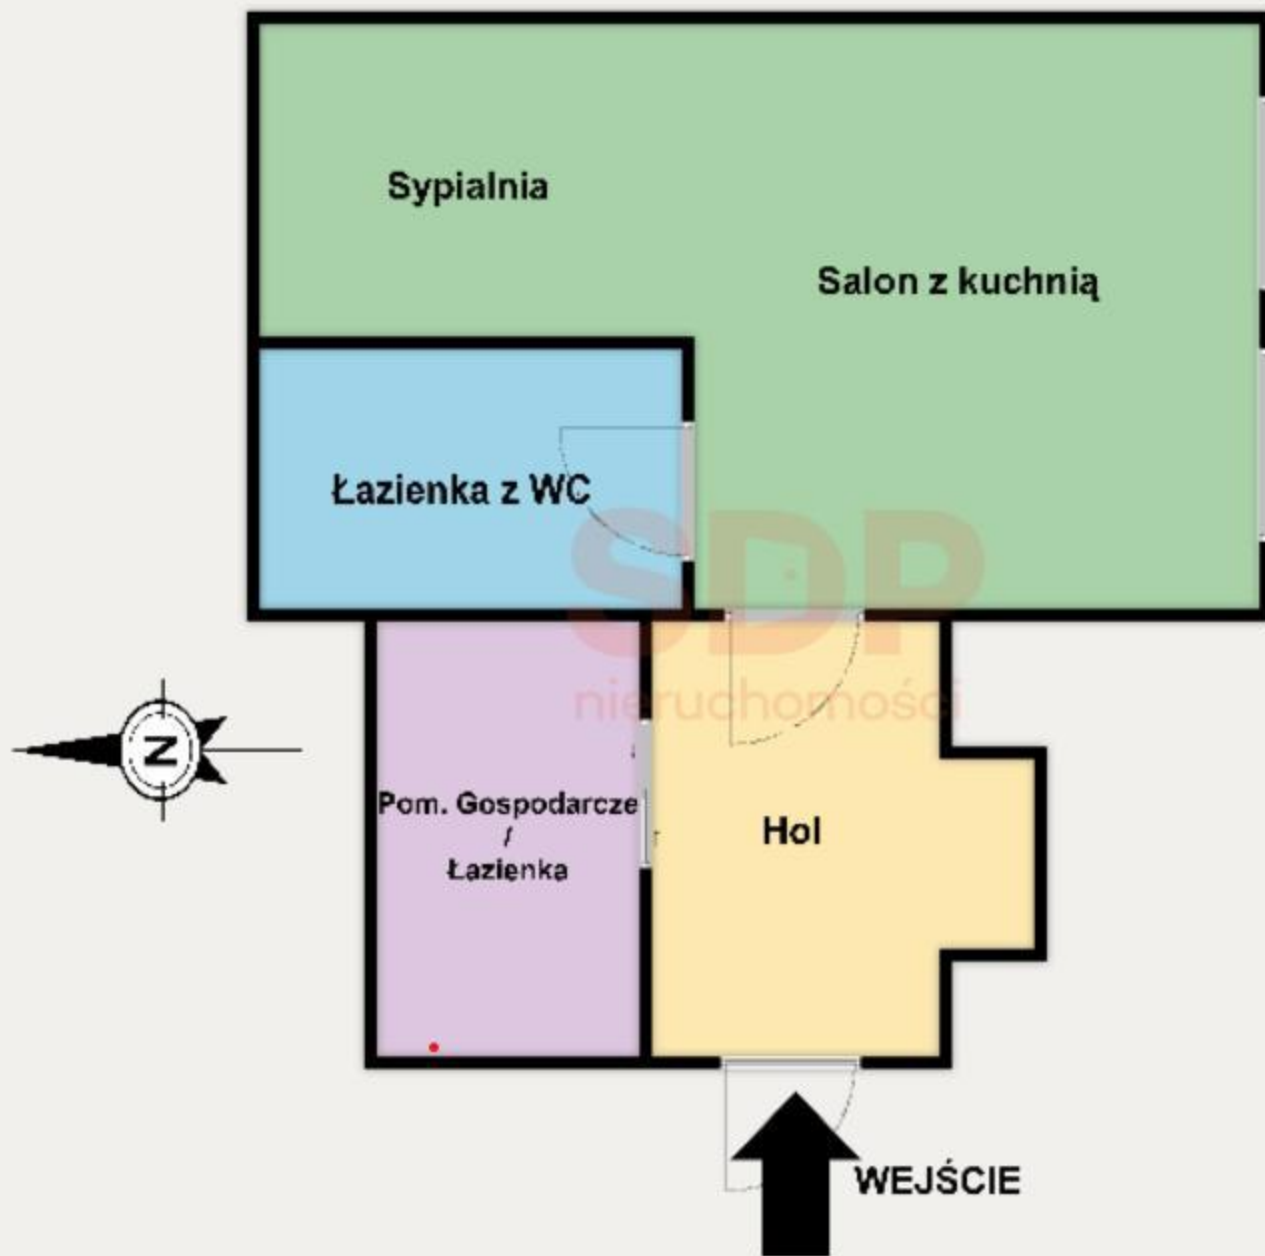 Sypialnia
Salon z kuchnią
Łazienka z WC
SDP
nieruchomości
N
Pom. Gospodarcze
/
Łazienka
Hol
WEJŚCIE